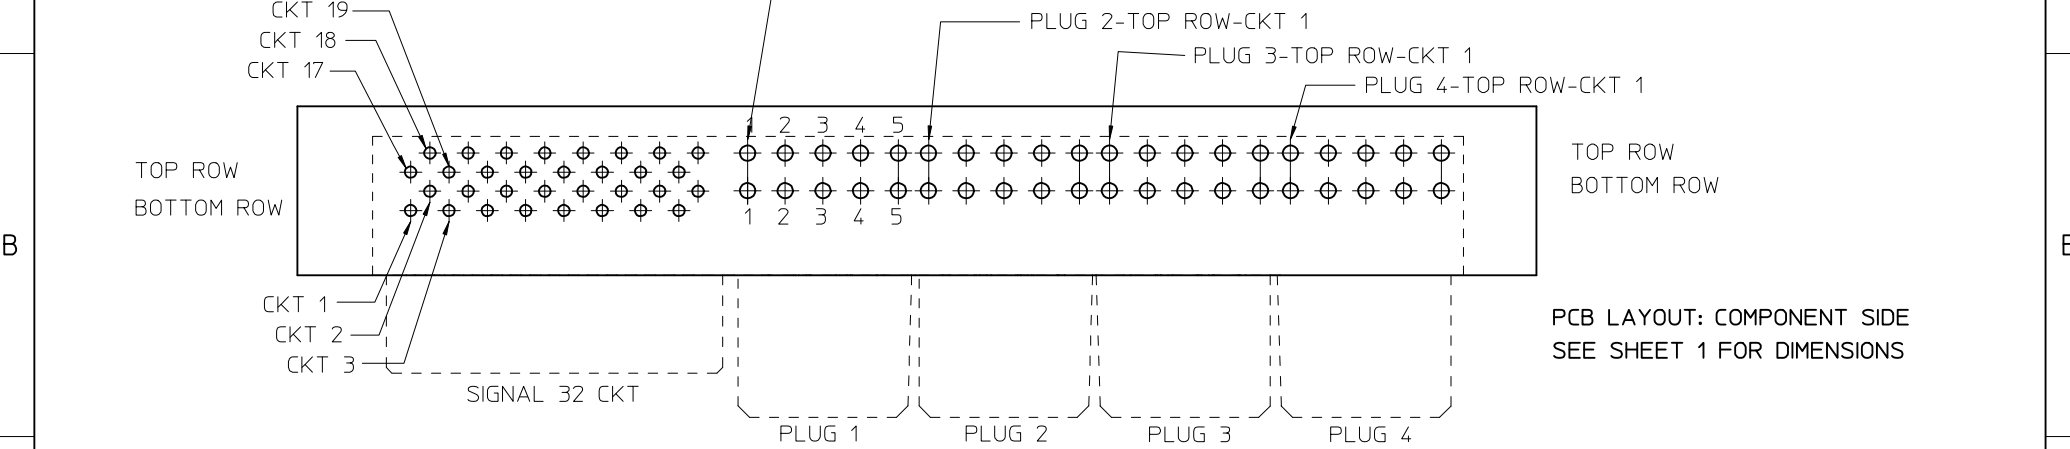 CKT 19
CKT 18
CKT 17
PLUG 2-TOP ROW-CKT 1
PLUG 3-TOP ROW-CKT 1
PLUG 4-TOP ROW-CKT 1
1 2 3 4 5
TOP ROW
BOTTOM ROW
TOP ROW
BOTTOM ROW
1 2 3 4 5
B
CKT 1
CKT 2
CKT 3
SIGNAL 32 CKT
PLUG 1
PLUG 2
PLUG 3
PLUG 4
PCB LAYOUT: COMPONENT SIDE
SEE SHEET 1 FOR DIMENSIONS